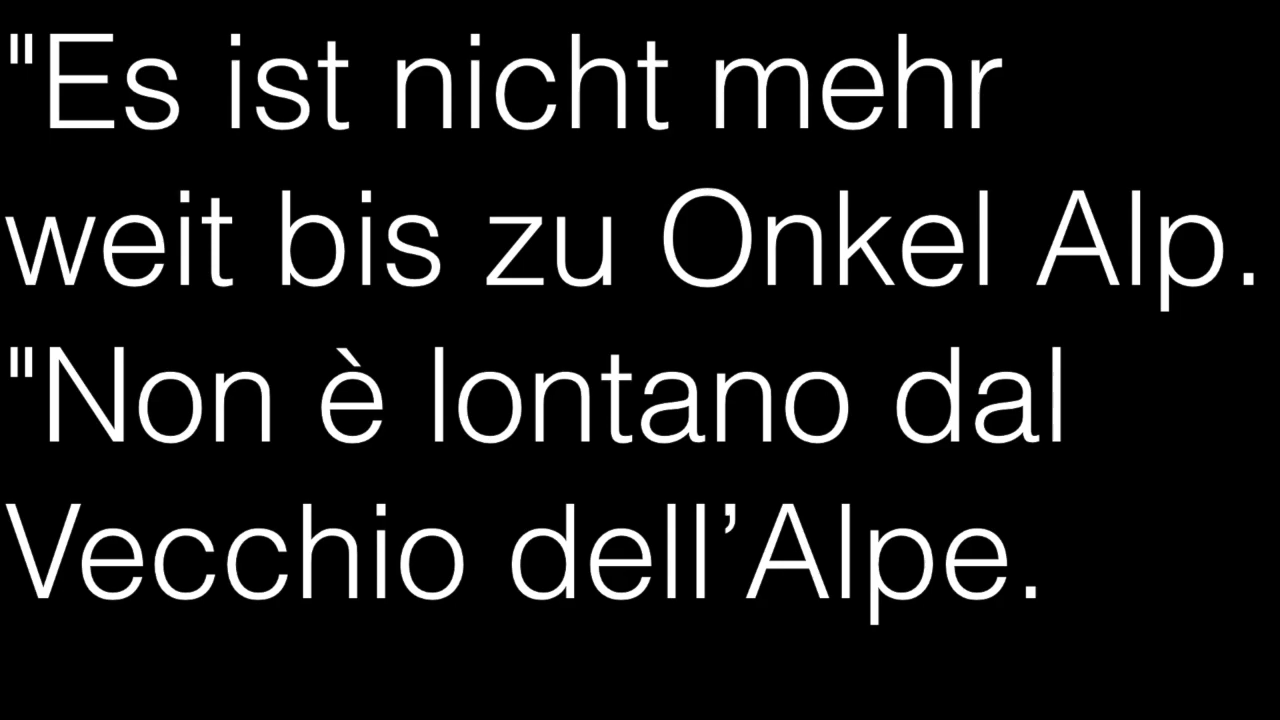 "Es ist nicht mehr
weit bis zu Onkel Alp.
"Non è lontano dal
Vecchio dell’Alpe.